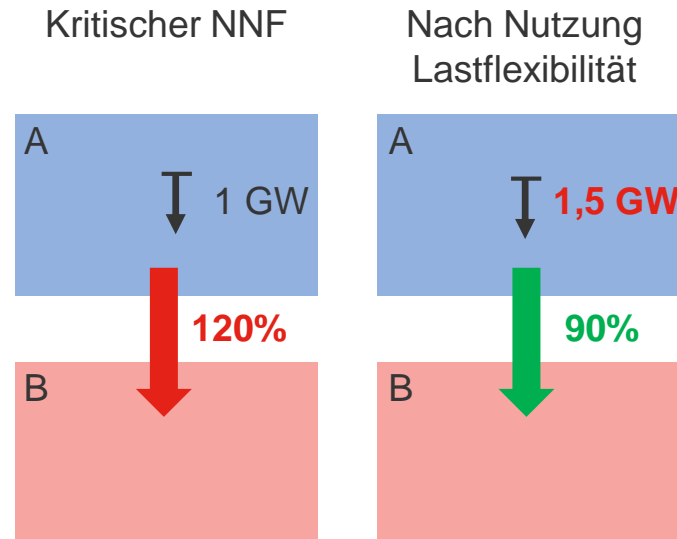 Kritischer NNF
Nach Nutzung
Lastflexibilität
A
1 GW
120%
B
A
1,5 GW
90%
B